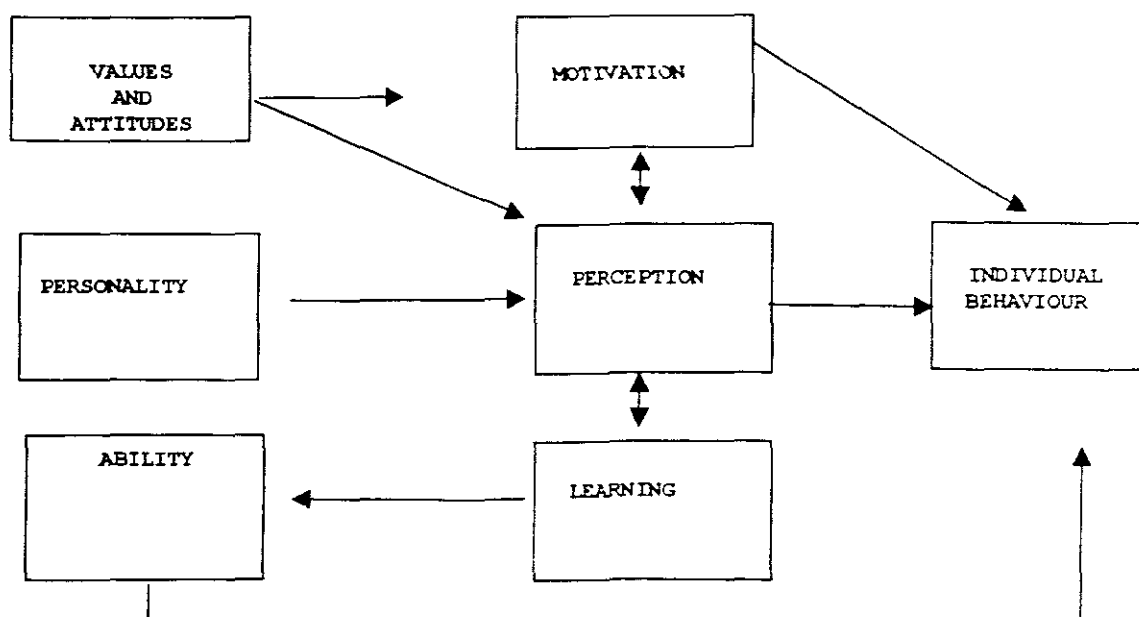 VALUES
AND
ATTITUDES
MOTIVATION
PERSONALITY
PERCEPTION
INDIVIDUAL
BEHAVIOUR
ABILITY
LEARNING